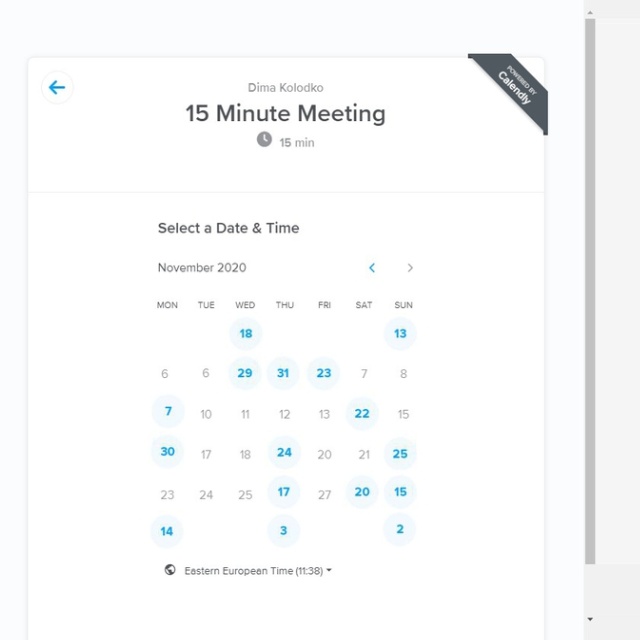 POWERED BY
Calendly
Dima Kolodko
15 Minute Meeting
15 min
Select a Date & Time
November 2020
MON TUE WED THU FRI SAT SUN
18 13
6 6 29 31 23 7 8
7 10 11 12 13 22 15
30 17 18 24 20 21 25
23 24 25 17 27 20 15
14 3 2
Eastern European Time (11:38)